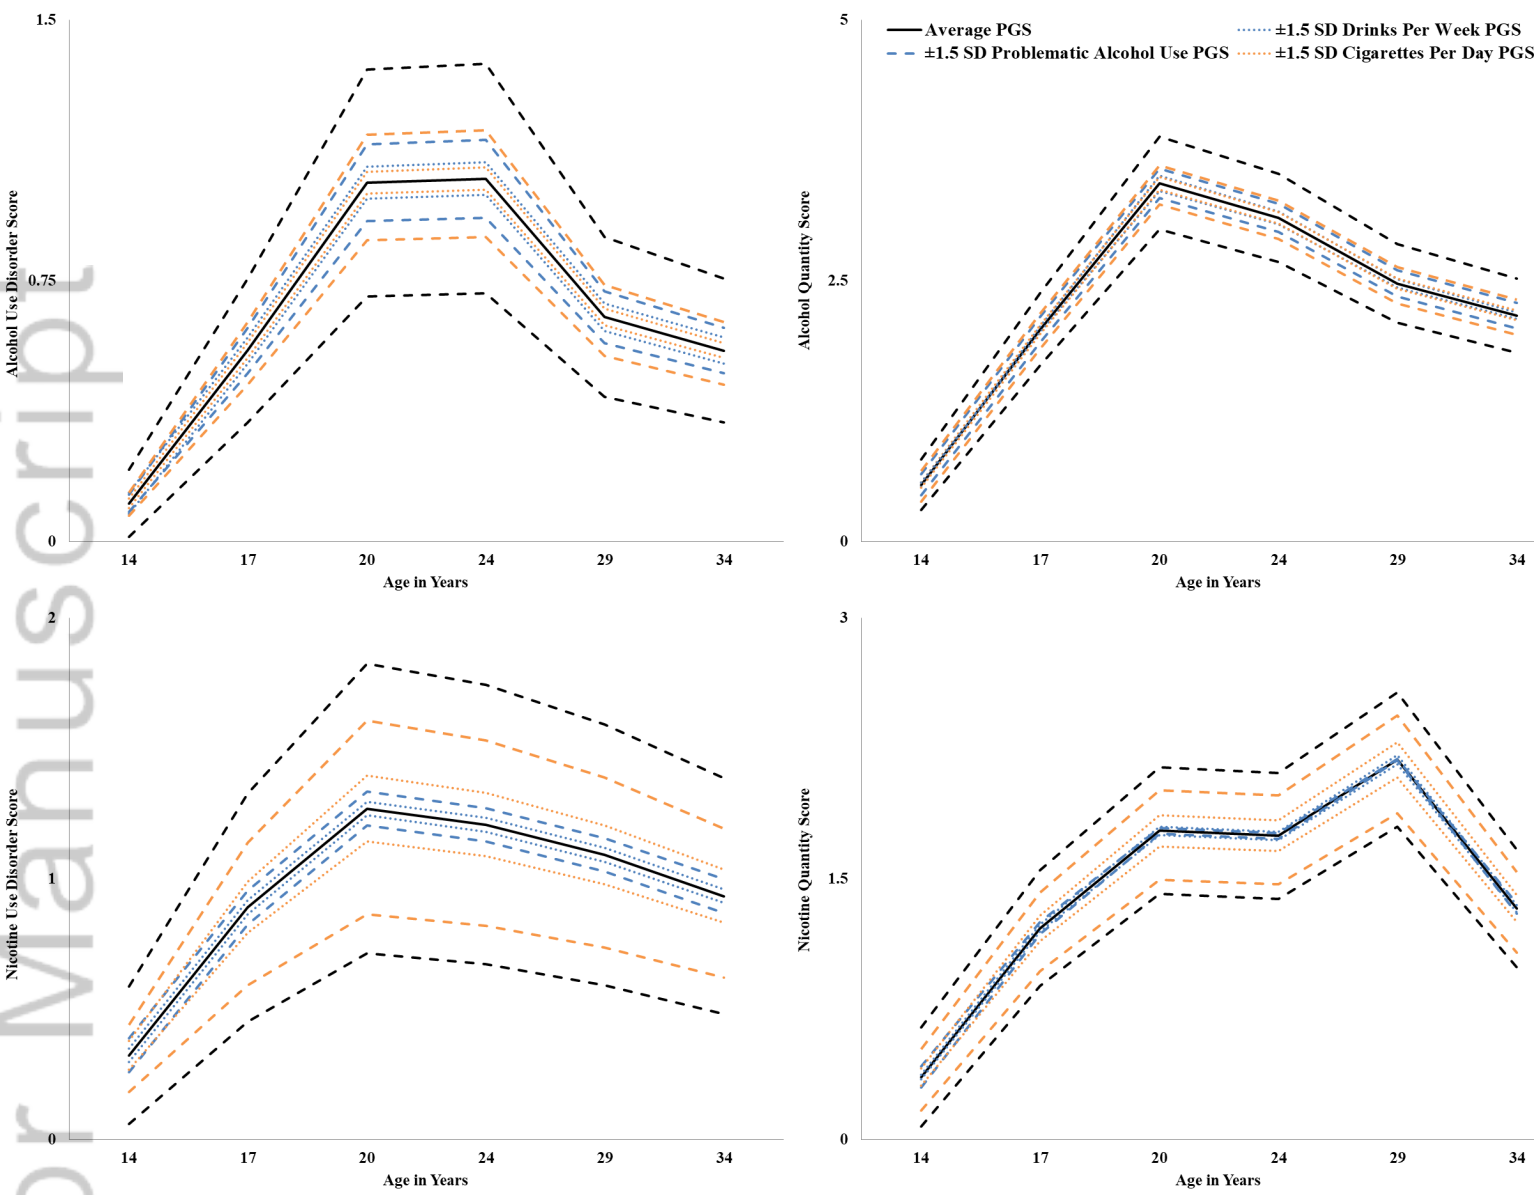 1.5
0.75
0
Alcohol Use Disorder Score
14 17 20 24 29 34
Age in Years
5
2.5
0
Alcohol Quantity Score
Average PGS
±1.5 SD Drinks Per Week PGS
±1.5 SD Problematic Alcohol Use PGS
±1.5 SD Cigarettes Per Day PGS
14 17 20 24 29 34
Age in Years
2
1
0
Nicotine Use Disorder Score
14 17 20 24 29 34
Age in Years
3
1.5
0
Nicotine Quantity Score
14 17 20 24 29 34
Age in Years
or Manuscript